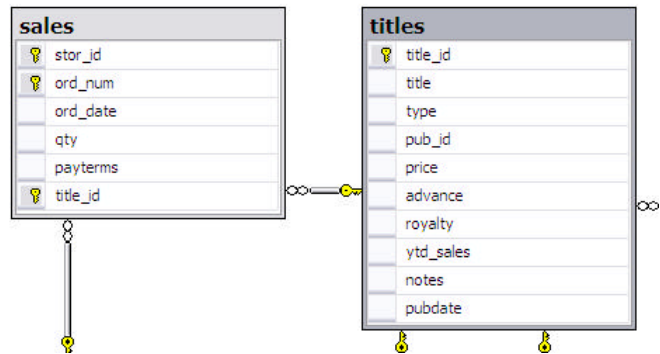 sales
stor_id
ord_num
ord_date
qty
payterms
title_id
titles
title_id
title
type
pub_id
price
advance
royalty
ytd_sales
notes
pubdate